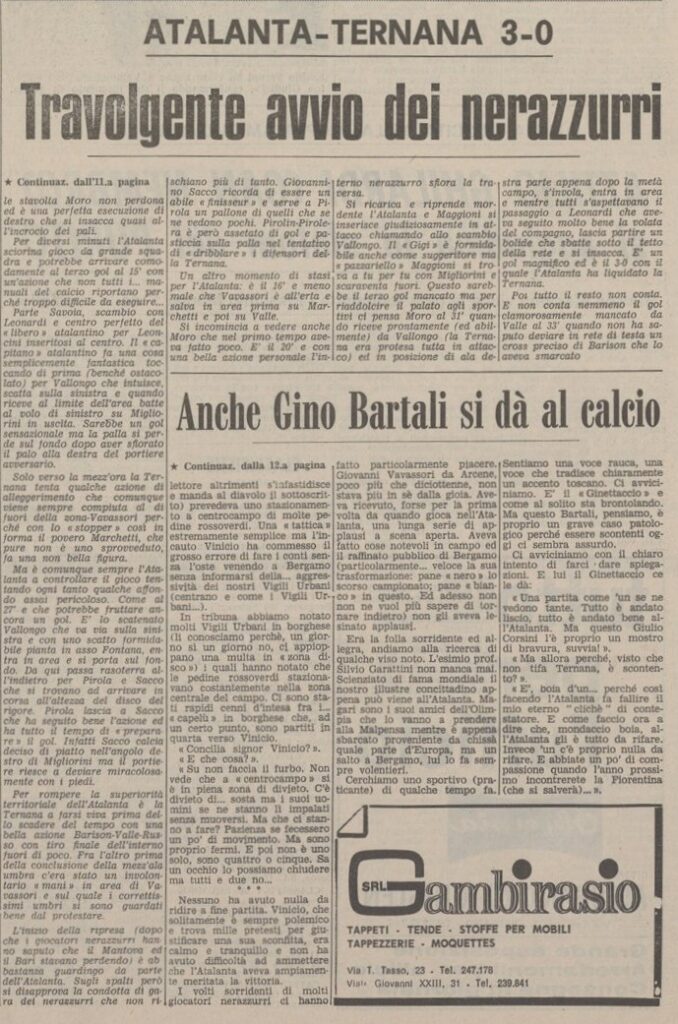 ATALANTA-TERNANA 3-0
Travolgente avvio dei nerazzurri
★ Continuaz. dall'11.a pagina
le stavolta Moro non perdona
ed è una perfetta esecuzione di
destro che si insacca quasi al-
l'incrocio dei pali.
Per diversi minuti l'Atalanta
sciorina gioco da grande squa-
dra e potrebbe arrivare como-
damente al terzo gol al 15' con
un'azione che non tutti i... ma-
nuali del calcio riportano per-
ché troppo difficile da eseguire...
Parte Savoia, scambio con
Leonardi e centro perfetto del
«libero» atalantino per Leon-
cini inseritosi al centro. Il «ca-
pitano» atalantino fa una cosa
semplicemente fantastica toc-
cando di prima (benché ostaco-
lato) per Vallongo che intuisce,
scatta sulla sinistra e quando
riceve al limite dell'area batte
al volo di sinistro su Miglio-
rini in uscita. Sarebbe un gol
sensazionale ma la palla si per-
de sul fondo dopo aver sfiorato
il palo alla destra del portiere
avversario.
Solo verso la mezz'ora la Ter-
nana tenta qualche azione di
alleggerimento che comunque
viene sempre compiuta al di
fuori della zona-Vavassori per-
ché con lo «stopper» così in
forma il povero Marchetti, che
pure non è uno sprovveduto,
fa una non bella figura.
Ma è comunque sempre l'Ata-
lanta a controllare il gioco ten-
tando ogni tanto qualche affon-
do assai pericoloso. Come al
27' e che potrebbe fruttare an-
cora un gol. E' lo scatenato
Vallongo che va via sulla sini-
stra e con uno scatto formida-
bile pianta in asso Fontana, en-
tra in area e si porta sul fon-
do. Da qui passa rasoterra al-
l'indietro per Pirola e Sacco
che si trovano ad arrivare in
corsa all'altezza del disco del
rigore. Pirola lascia a Sacco
che ha seguito bene l'azione ed
ha tutto il tempo di «prepara-
re» il gol. Infatti Sacco calcia
deciso di piatto nell'angolo de-
stro di Migliorini ma il portie-
re riesce a deviare miracolosa-
mente con i piedi.
Per rompere la superiorità
territoriale dell'Atalanta è la
Ternana a farsi viva prima del-
lo scadere del tempo con una
bella azione Barison-Valle-Rus-
so con tiro finale dell'interno
fuori di poco. Fra l'altro prima
della conclusione della mezz'ala
umbra c'era stato un involon-
tario «mani» in area di Va-
vassori e sul quale i correttis-
simi umbri si sono guardati
bene dal protestare.
L'inizio della ripresa (dopo
che i giocatori nerazzurri han-
no saputo che il Mantova ed
il Bari stavano perdendo) è ab
bastanza guardingo da parte
dell'Atalanta. Sugli spalti però
si disapprova la condotta di ga-
ra dei nerazzurri che non ri-
schiano più di tanto. Giovanni-
no Sacco ricorda di essere un
abile «finisseur» e serve a Pi-
rola un pallone di quelli che se
ne vedono pochi. Pirolin-Pirole-
ra è però assetato di gol e pa-
sticcia sulla palla nel tentativo
di «dribblare» i difensori del-
la Ternana.
Un altro momento di stasi
per l'Atalanta: è il 16' e meno
male che Vavassori è all'erta e
salva in area prima su Mar-
chetti e poi su Valle.
Si incomincia a vedere anche
Moro che nel primo tempo ave-
va fatto poco. E' il 20' e con
una bella azione personale l'in-
terno nerazzurro sfiora la tra-
versa.
Si ricarica e riprende mor-
dente l'Atalanta e Maggioni si
inserisce giudiziosamente in at-
tacco chiamando allo scambio
Vallongo. Il «Gigi» è formida-
bile anche come suggeritore ma
«pazzariello» Maggioni si tro-
va a tu per tu con Migliorini e
scaraventa fuori. Questo sareb-
be il terzo gol mancato ma per
riaddolcire il palato agli spor-
tivi ci pensa Moro al 31' quan-
do riceve prontamente (ed abil-
mente) da Vallongo (la Terna-
na era protesa tutta in attac-
co) ed in posizione di ala de-
stra parte appena dopo la metà
campo, s'invola, entra in area
e mentre tutti s'aspettavano il
passaggio a Leonardi che ave-
va seguito molto bene la volata
del compagno, lascia partire un
bolide che sbatte sotto il tetto
della rete e si insacca. E' un
gol magnifico ed è il 3-0 con il
quale l'Atalanta ha liquidato la
Ternana.
Poi tutto il resto non conta.
E non conta nemmeno il gol
clamorosamente mancato da
Valle al 33' quando non ha sa-
puto deviare in rete di testa un
cross preciso di Barison che lo
aveva smarcato
Anche Gino Bartali si dà al calcio
★ Continuaz. dalla 12.a pagina
lettore altrimenti s'infastidisce
e manda al diavolo il sottoscrit-
to) prevedeva uno stazionamen-
to a centrocampo di molte pe-
dine rossoverdi. Una «tattica»
estremamente semplice ma l'in-
cauto Vinicio ha commesso il
grosso errore di fare i conti sen-
za l'oste venendo a Bergamo
senza informarsi della... aggres-
sività dei nostri Vigili Urbani!
(centrano e come i Vigili Ur-
bani...).
In tribuna abbiamo notato
molti Vigili Urbani in borghese
(li conosciamo perché, un gior-
no si un giorno no, ci appiop-
pano una multa in «zona di-
sco») i quali hanno notato che
le pedine rossoverdi staziona-
vano costantemente nella zona
centrale del campo. Ci sono sta-
ti rapidi cenni d'intesa fra i...
«capelù» in borghese che, ad
un certo punto, sono partiti in
quarta verso Vinicio.
«Concilia signor Vinicio?».
«E che cosa?».
«Su non faccia il furbo. Non
vede che a «centrocampo» si
è in piena zona di divieto. C'è
divieto di... sosta ma i suoi uo-
mini se ne stanno lì impalati
senza muoversi. Ma che ci stan-
no a fare? Pazienza se fecessero
un po' di movimento. Ma sono
proprio fermi. E poi non è uno
solo, sono quattro o cinque. Sa
un occhio lo possiamo chiudere
ma tutti e due no...
* * *
Nessuno ha avuto nulla da
ridire a fine partita. Vinicio, che
solitamente è sempre polemico
e trova mille pretesti per giu-
stificare una sua sconfitta, era
calmo e tranquillo e non ha
avuto difficoltà ad ammettere
che l'Atalanta aveva ampiamen-
te meritata la vittoria.
I volti sorridenti di molti
giocatori nerazzurri ci hanno
fatto particolarmente piacere.
Giovanni Vavassori da Arcene,
poco più che diciottenne, non
stava più in sè dalla gioia. Ave-
va ricevuto, forse per la prima
volta da quando gioca nell'Ata-
lanta, una lunga serie di ap-
plausi a scena aperta. Aveva
fatto cose notevoli in campo ed
il raffinato pubblico di Bergamo
(particolarmen... veloce la sua
trasformazione: pane «nero» lo
scorso campionato; pane «bian-
co» in questo. Ed adesso non
non ne vuol più sapere di tor-
nare indietro) non gli aveva le-
sinato applausi.
Era la folla sorridente ed al-
legra, andiamo alla ricerca di
qualche viso noto. L'esimio prof.
Silvio Garattini non manca mai.
Scienziato di fama mondiale il
nostro illustre concittadino ap-
pena può viene all'Atalanta. Ma-
gari sono i suoi amici dell'Olim-
pia che lo vanno a prendere
alla Malpensa mentre è appena
sbarcato proveniente da chissà
quale parte d'Europa, ma un
salto a Bergamo, lui lo fa sem-
pre volentieri.
Cerchiamo uno sportivo (pra-
ticante) di qualche tempo fa.
Sentiamo una voce rauca, una
voce che tradisce chiaramente
un accento toscano. Ci avvici-
niamo. E' il «Ginettaccio» e
come al solito sta brontolando.
Ma questo Bartali, pensiamo, è
proprio un grave caso patolo-
gico perché essere scontenti og-
gi ci sembra assurdo.
Ci avviciniamo con il chiaro
intento di farci dare spiega-
zioni. E lui il Ginettaccio ce
le dà:
«Una partita come 'un se ne
vedono tante. Tutto è andato
liscio, tutto è andato bene al-
l'Atalanta. Ma questo Giulio
Corsini l'è proprio un mostro
di bravura, suvvia!».
«Ma allora perché, visto che
non tifa Ternana, è sconten-
to?».
«E', boia d'un... perché così
facendo l'Atalanta fa fallire il
mio eterno "cliché" di conte-
statore. E come faccio ora a
dire che, mondaccio boia, al-
l'Atalanta gli è tutto da rifare.
Invece 'un c'è proprio nulla da
rifare. E abbiate un po' di com-
passione quando l'anno prossi-
mo incontrerete la Fiorentina
(che si salverà)...».
SRL Gambirasio
TAPPETI - TENDE - STOFFE PER MOBILI
TAPPEZZERIE - MOQUETTES
Via T. Tasso, 23 - Tel. 247.178
Viale Giovanni XXIII, 31 - Tel. 239.841